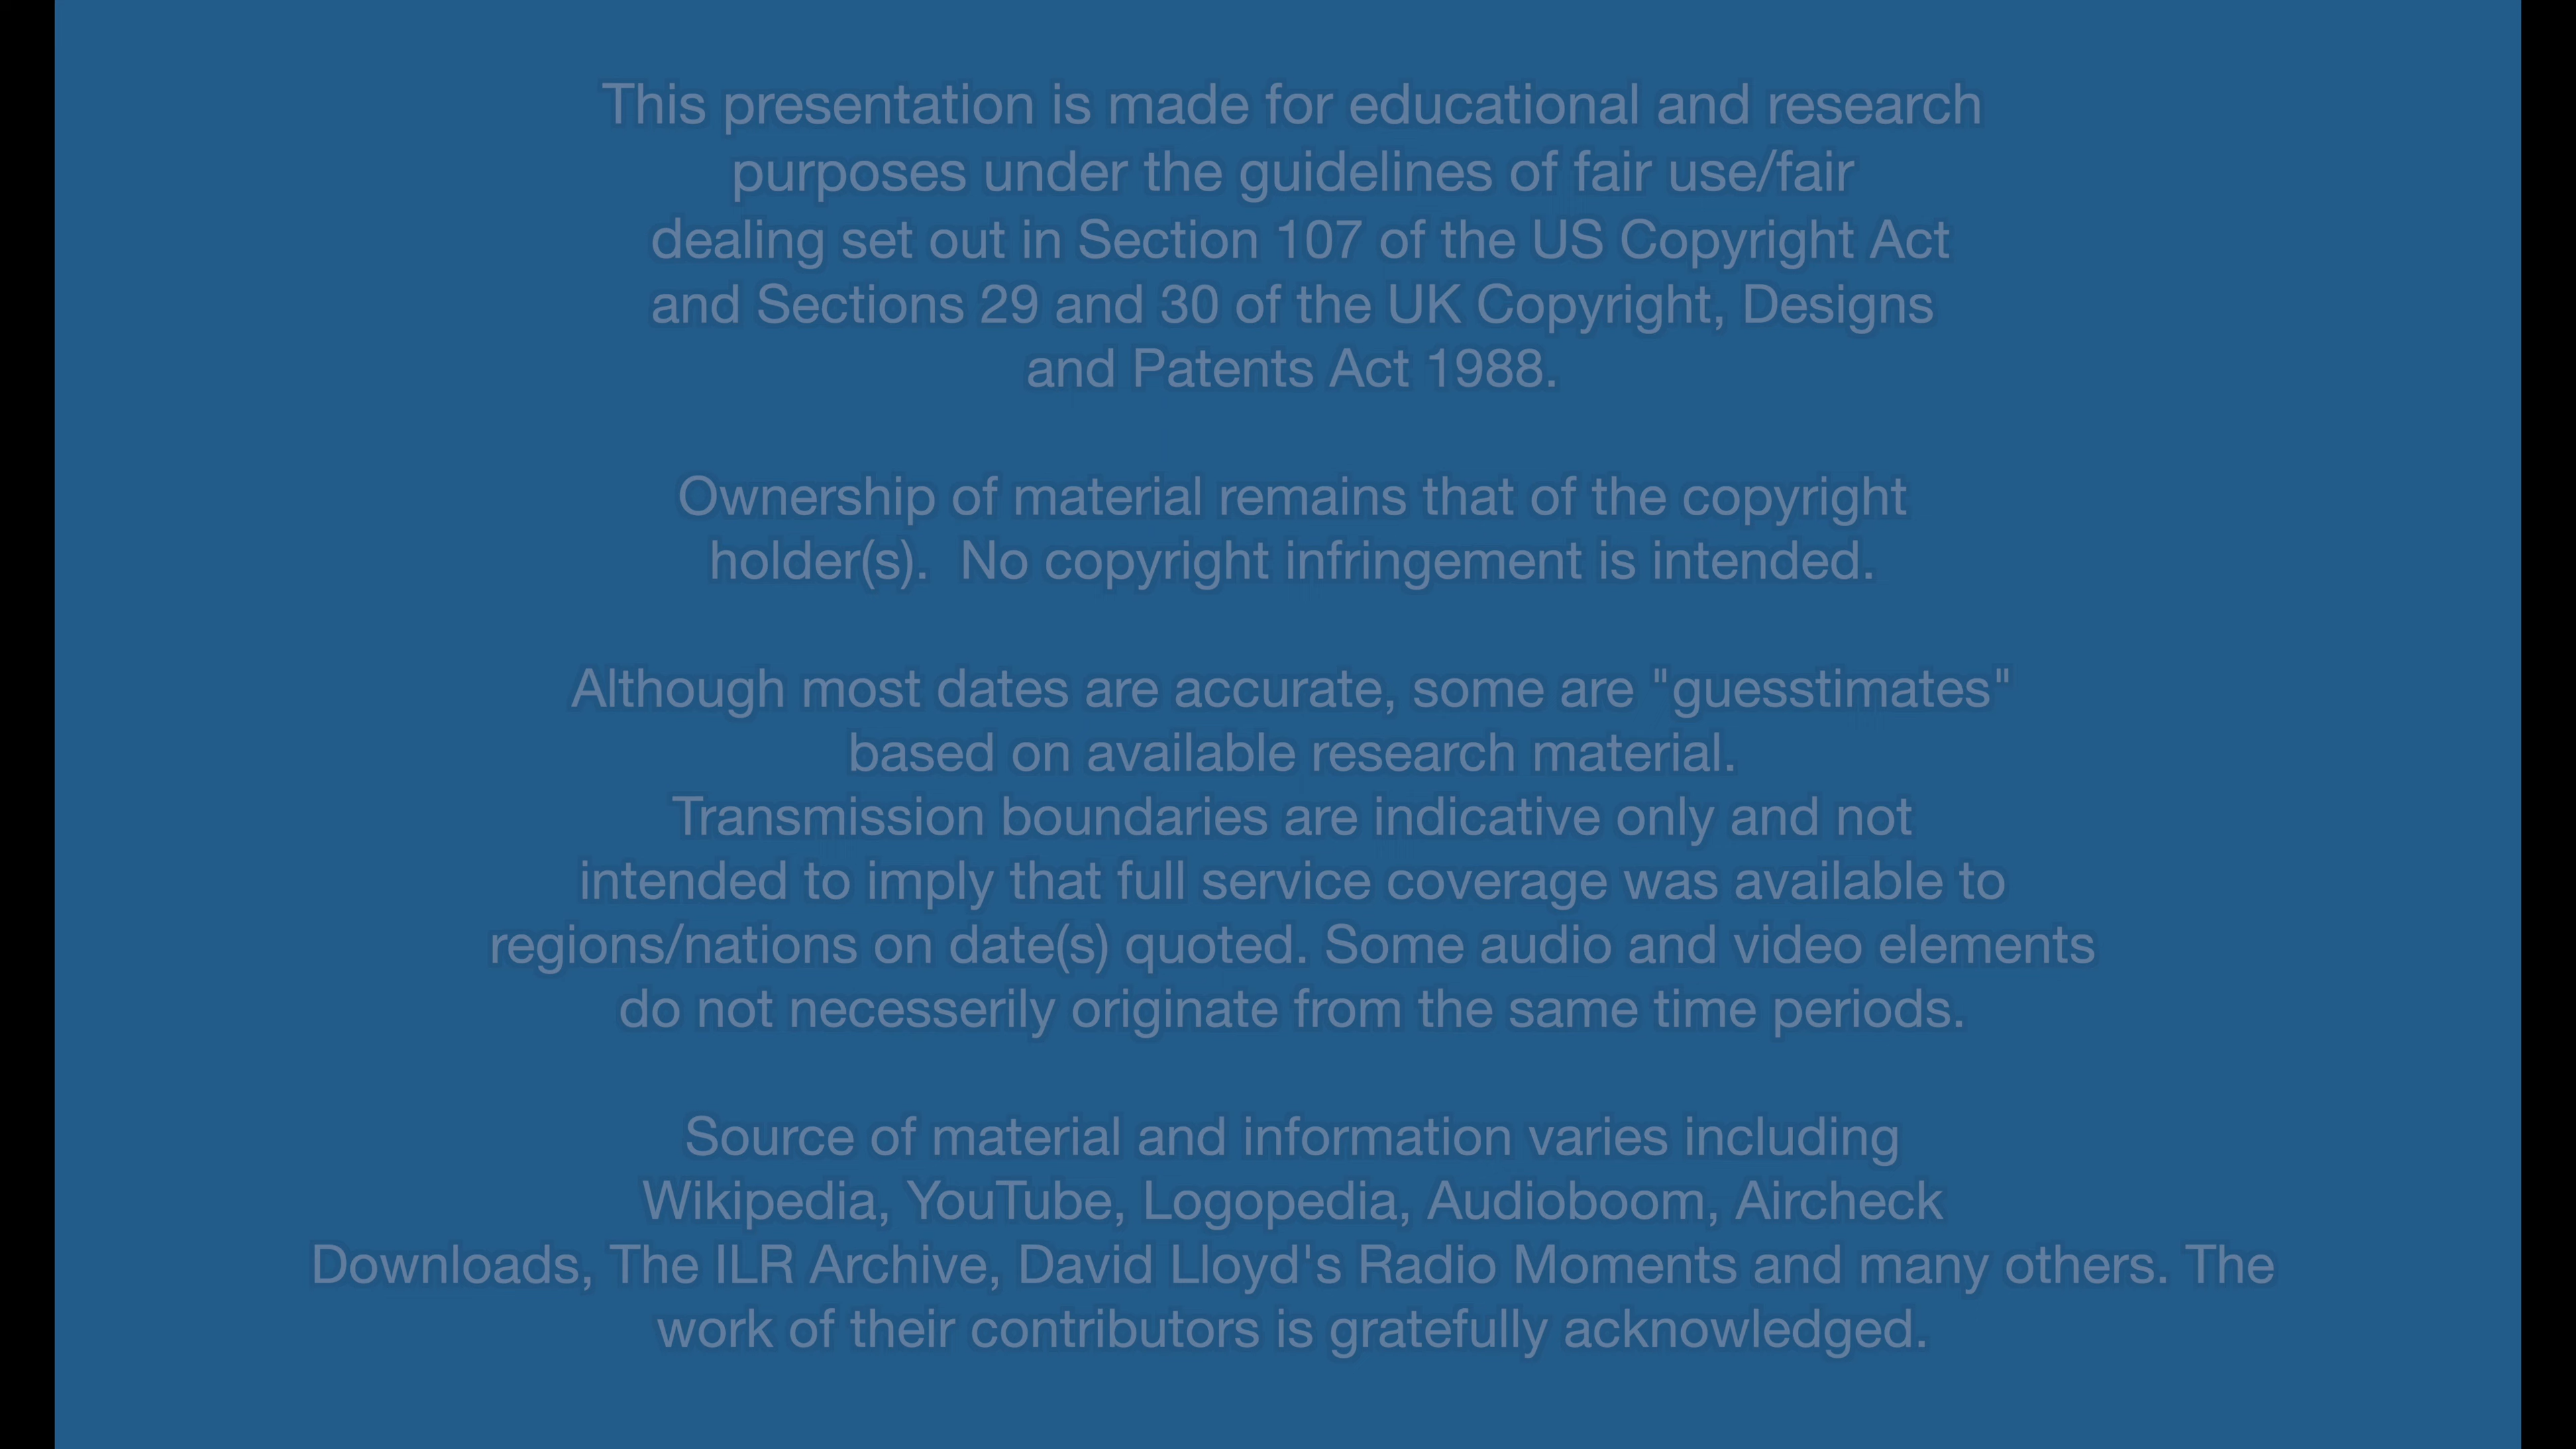 This presentation is made for educational and research
purposes under the guidelines of fair use/fair
dealing set out in Section 107 of the US Copyright Act
and Sections 29 and 30 of the UK Copyright, Designs
and Patents Act 1988.
Ownership of material remains that of the copyright
holder(s).  No copyright infringement is intended.
Although most dates are accurate, some are "guesstimates"
based on available research material.
Transmission boundaries are indicative only and not
intended to imply that full service coverage was available to
regions/nations on date(s) quoted. Some audio and video elements
do not necesserily originate from the same time periods.
Source of material and information varies including
Wikipedia, YouTube, Logopedia, Audioboom, Aircheck
Downloads, The ILR Archive, David Lloyd's Radio Moments and many others. The
work of their contributors is gratefully acknowledged.